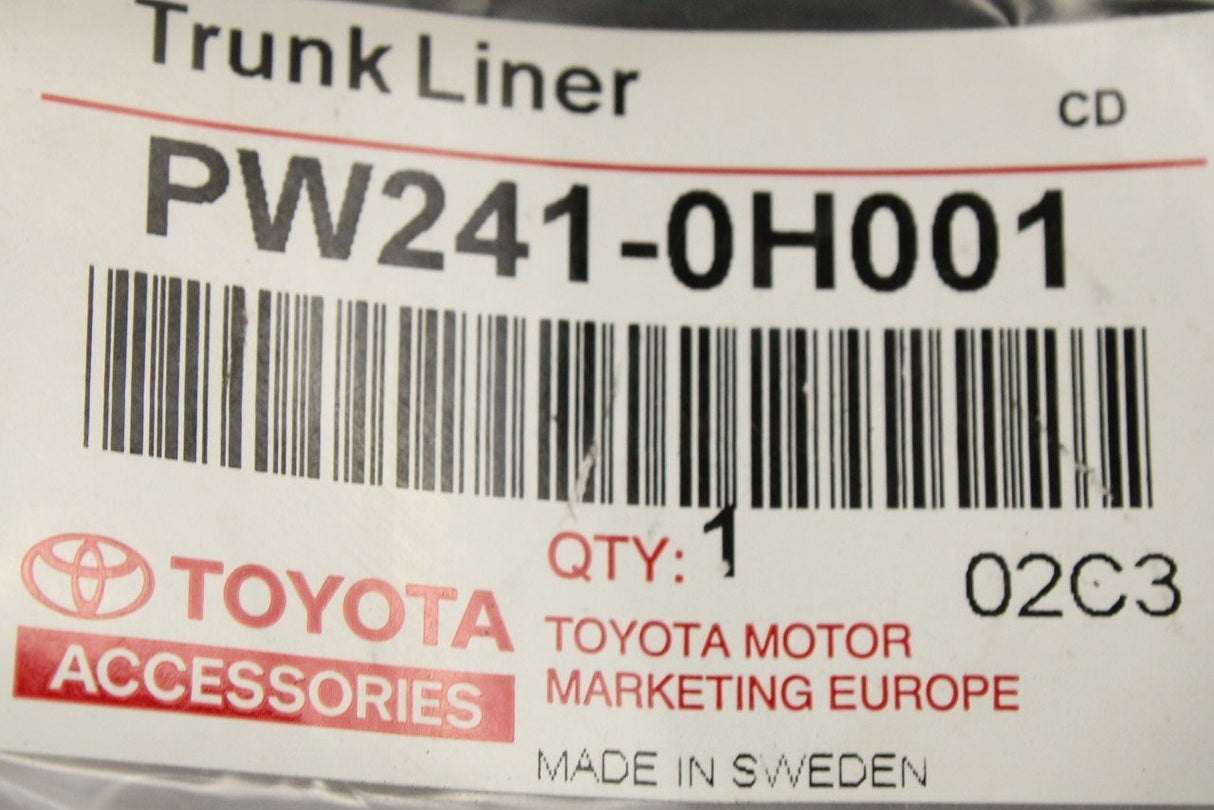 Trunk Liner
CD
PW241-0H001
QTY: 1
02C3
TOYOTA
ACCESSORIES
TOYOTA MOTOR
MARKETING EUROPE
MADE IN SWEDEN